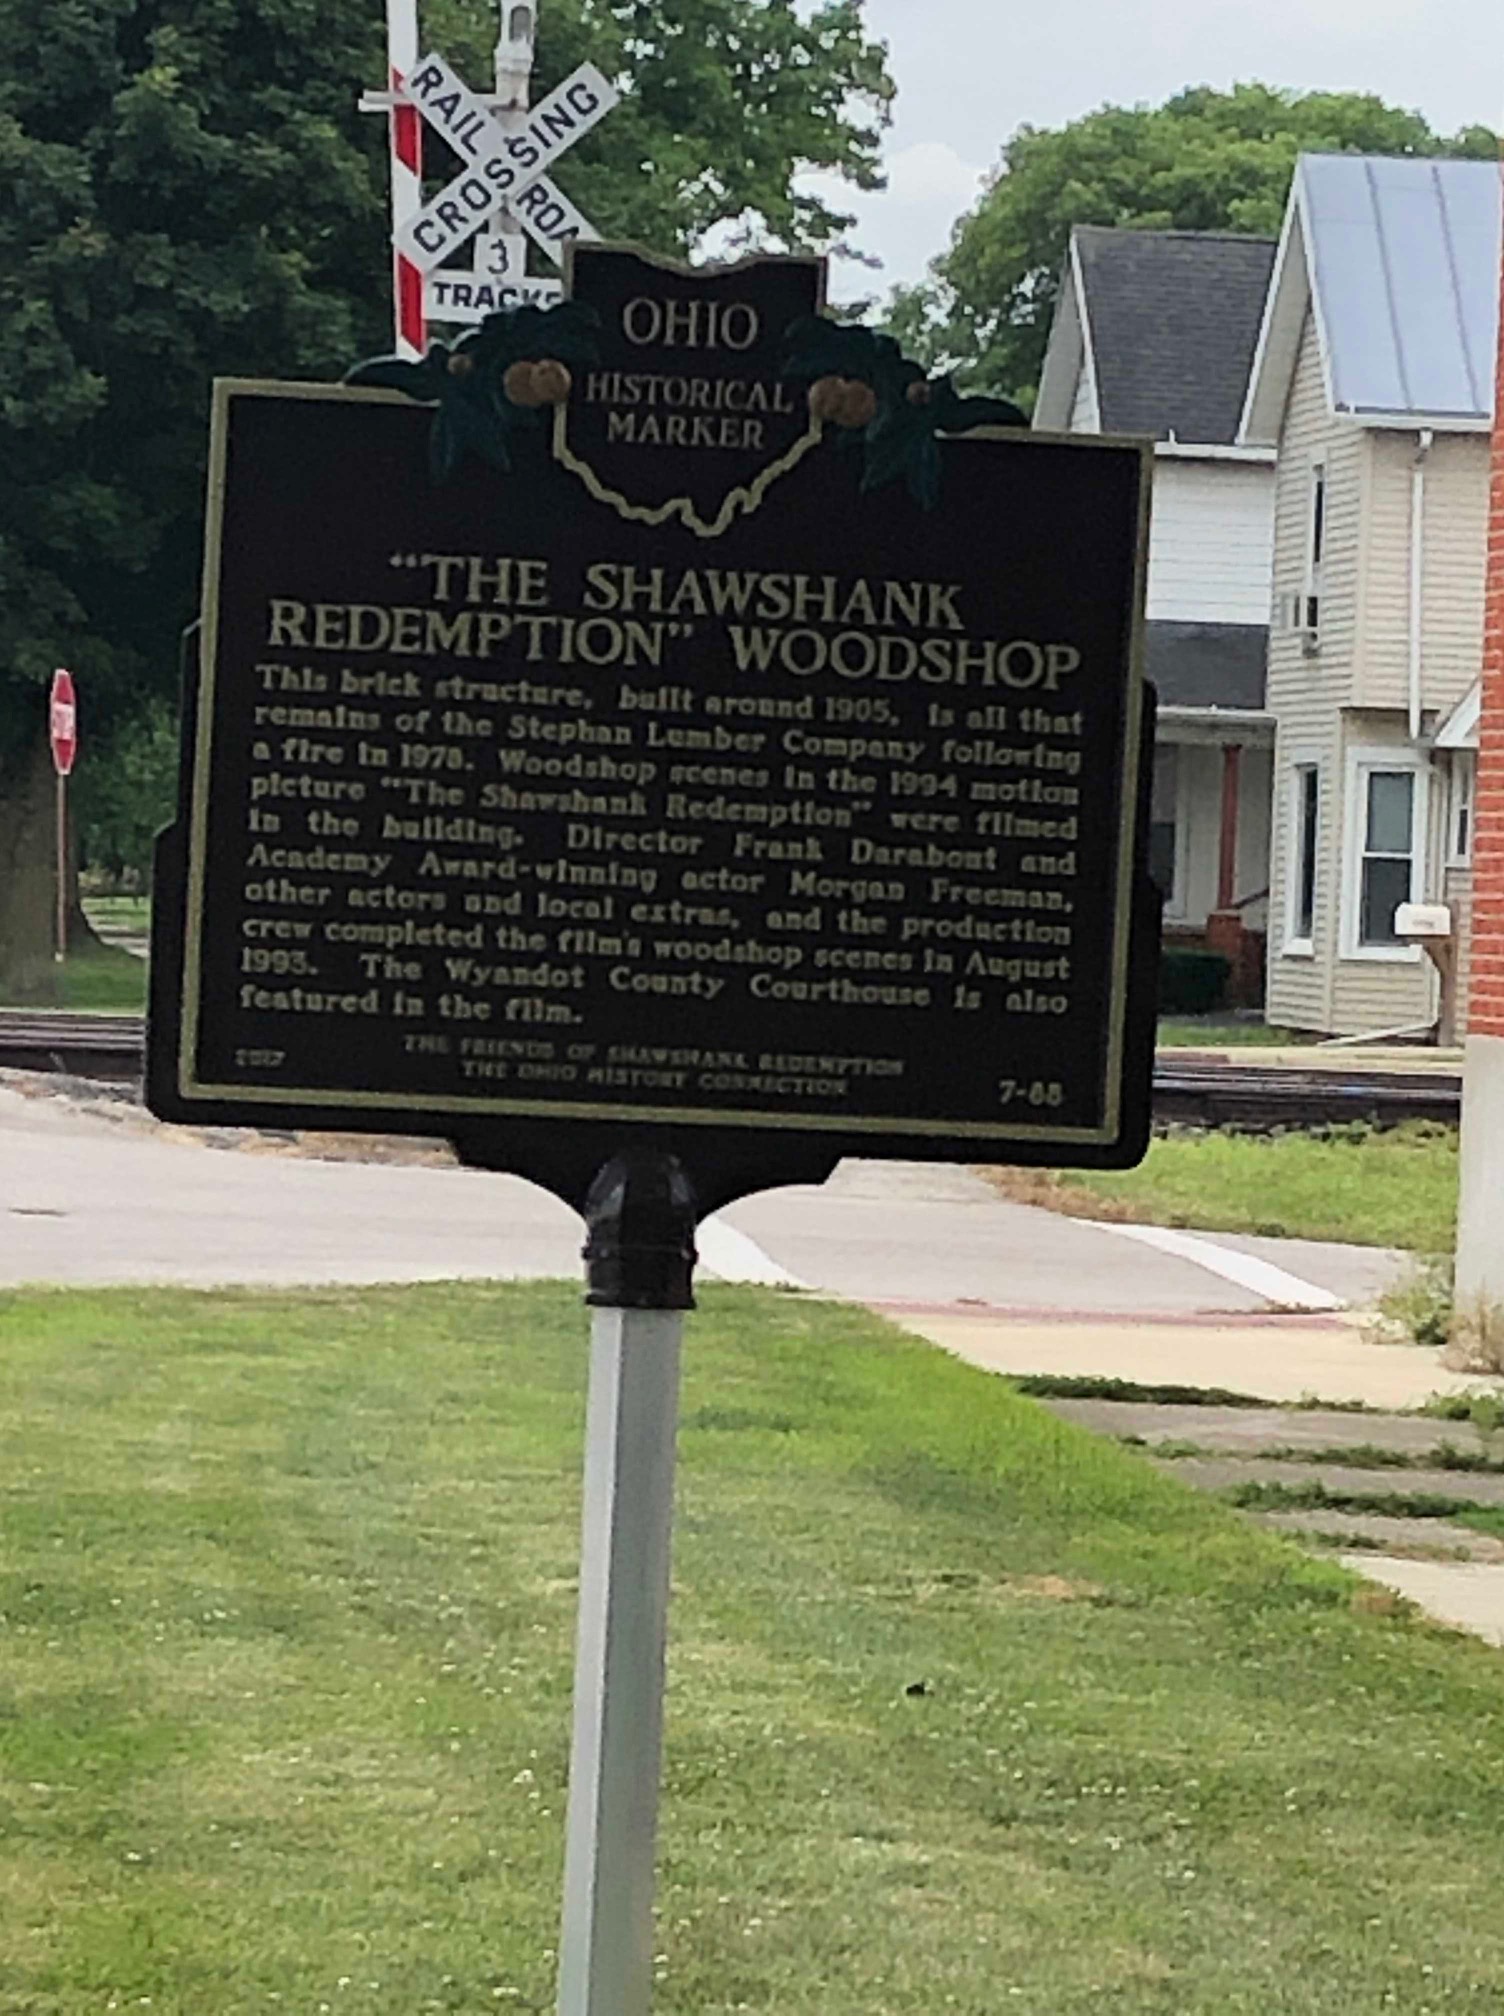 RAIL ROA
CROSSING
3
TRACKS
OHIO
HISTORICAL
MARKER
"THE SHAWSHANK
REDEMPTION" WOODSHOP
This brick structure, built around 1905, is all that
remains of the Stephan Lumber Company following
a fire in 1978. Woodshop scenes in the 1994 motion
picture "The Shawshank Redemption" were filmed
in the building. Director Frank Darabont and
Academy Award-winning actor Morgan Freeman,
other actors and local extras, and the production
crew completed the film's woodshop scenes in August
1993. The Wyandot County Courthouse is also
featured in the film.
THE FRIENDS OF SHAWSHANK REDEMPTION
THE OHIO HISTORY CONNECTION
2017
7-88
STOP